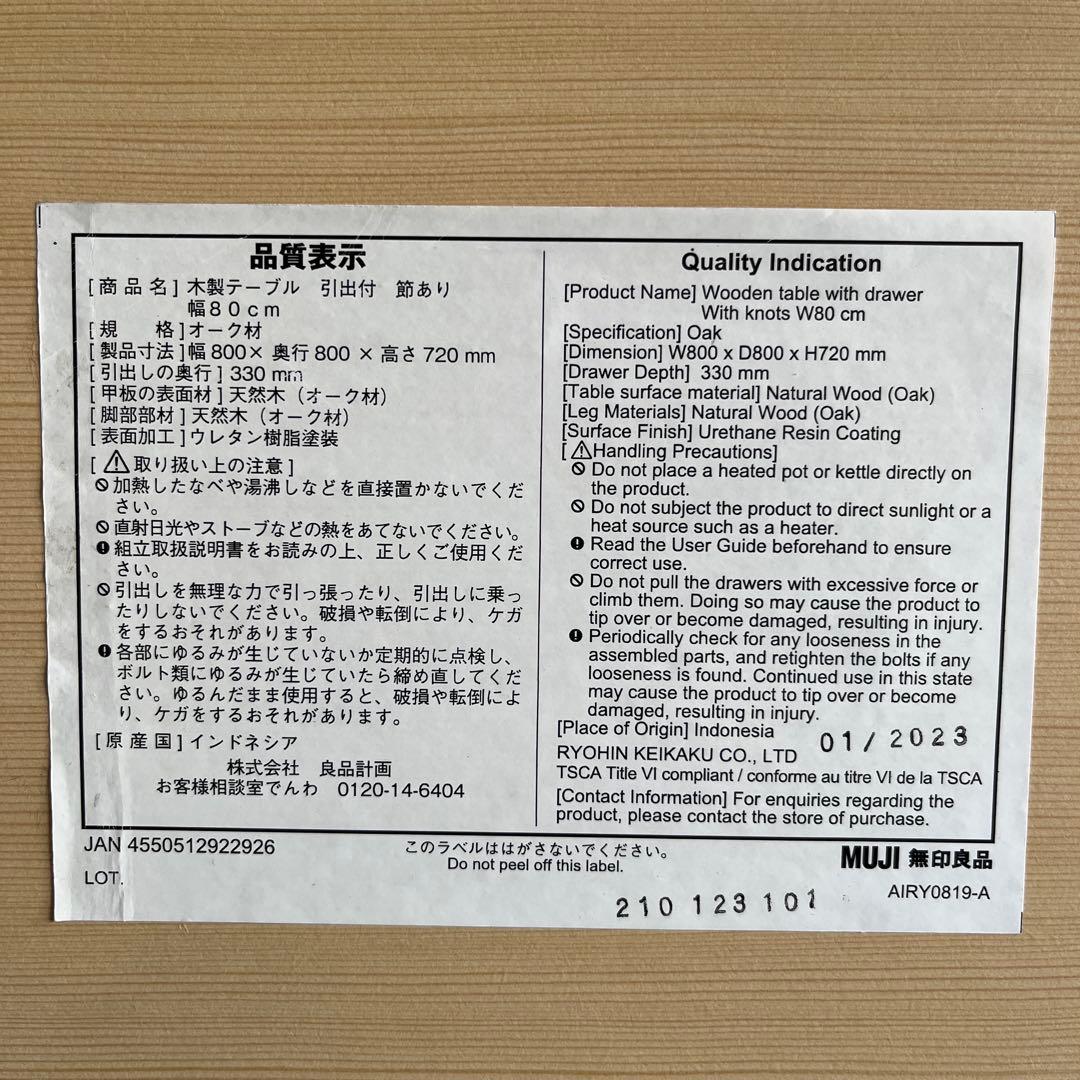 品質表示
[商品名]木製テーブル 引出付 節あり
幅80cm
[規 格]オーク材
[製品寸法]幅800×奥行800×高さ720mm
[引出しの奥行]330mm
[甲板の表面材]天然木(オーク材)
[脚部部材]天然木(オーク材)
[表面加工]ウレタン樹脂塗装
[⚠取り扱い上の注意]
🚫加熱したなべや湯沸しなどを直接置かないでくだ
さい。
🚫直射日光やストーブなどの熱をあてないでください。
❗組立取扱説明書をお読みの上、正しくご使用くだ
さい。
🚫引出しを無理な力で引っ張ったり、引出しに乗っ
たりしないでください。破損や転倒により、ケガ
をするおそれがあります。
❗各部にゆるみが生じていないか定期的に点検し、
ボルト類にゆるみが生じていたら締め直してくだ
さい。ゆるんだまま使用すると、破損や転倒によ
り、ケガをするおそれがあります。
[原産国]インドネシア
株式会社 良品計画
お客様相談室でんわ 0120-14-6404
Quality Indication
[Product Name] Wooden table with drawer
With knots W80 cm
[Specification] Oak
[Dimension] W800 x D800 x H720 mm
[Drawer Depth] 330 mm
[Table surface material] Natural Wood (Oak)
[Leg Materials] Natural Wood (Oak)
[Surface Finish] Urethane Resin Coating
[⚠Handling Precautions]
🚫 Do not place a heated pot or kettle directly on
the product.
🚫 Do not subject the product to direct sunlight or a
heat source such as a heater.
❗ Read the User Guide beforehand to ensure
correct use.
🚫 Do not pull the drawers with excessive force or
climb them. Doing so may cause the product to
tip over or become damaged, resulting in injury.
❗ Periodically check for any looseness in the
assembled parts, and retighten the bolts if any
looseness is found. Continued use in this state
may cause the product to tip over or become
damaged, resulting in injury.
[Place of Origin] Indonesia
01/2023
RYOHIN KEIKAKU CO., LTD
TSCA Title VI compliant / conforme au titre VI de la TSCA
[Contact Information] For enquiries regarding the
product, please contact the store of purchase.
JAN 4550512922926
このラベルははがさないでください。
Do not peel off this label.
MUJI 無印良品
LOT.
210 123 101
AIRY0819-A